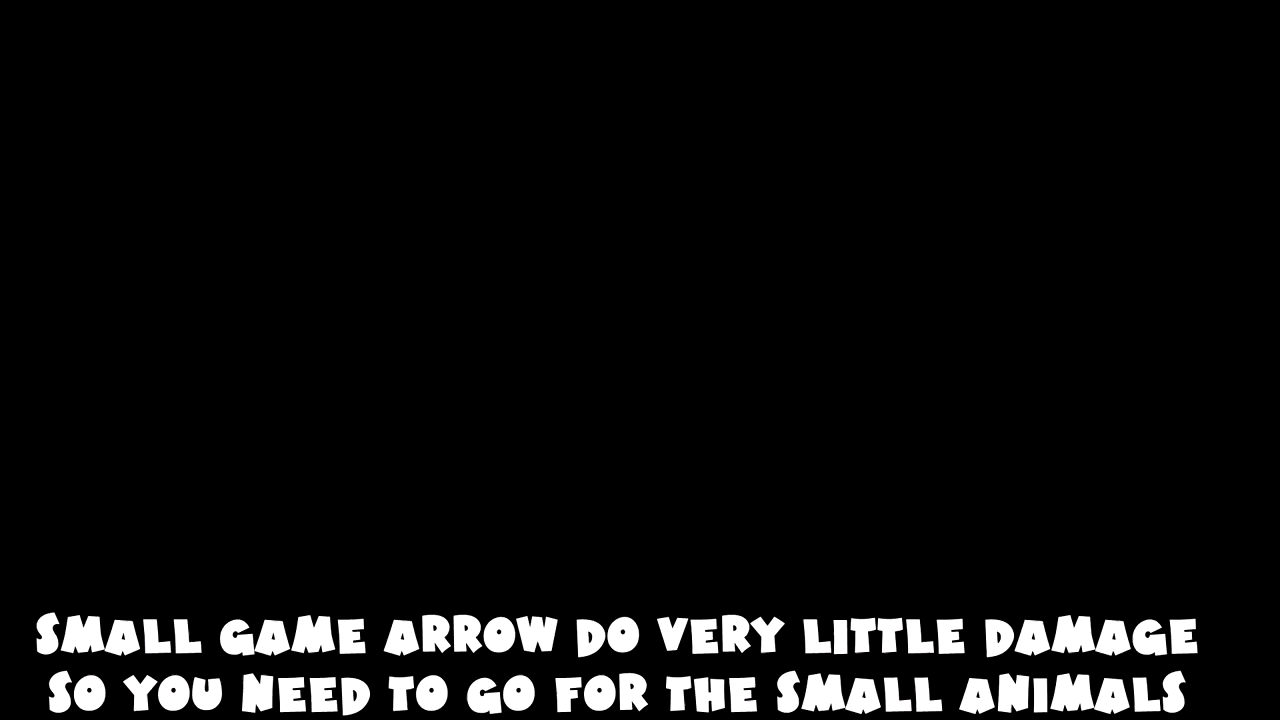 SMALL GAME ARROW DO VERY LITTLE DAMAGE
SO YOU NEED TO GO FOR THE SMALL ANIMALS